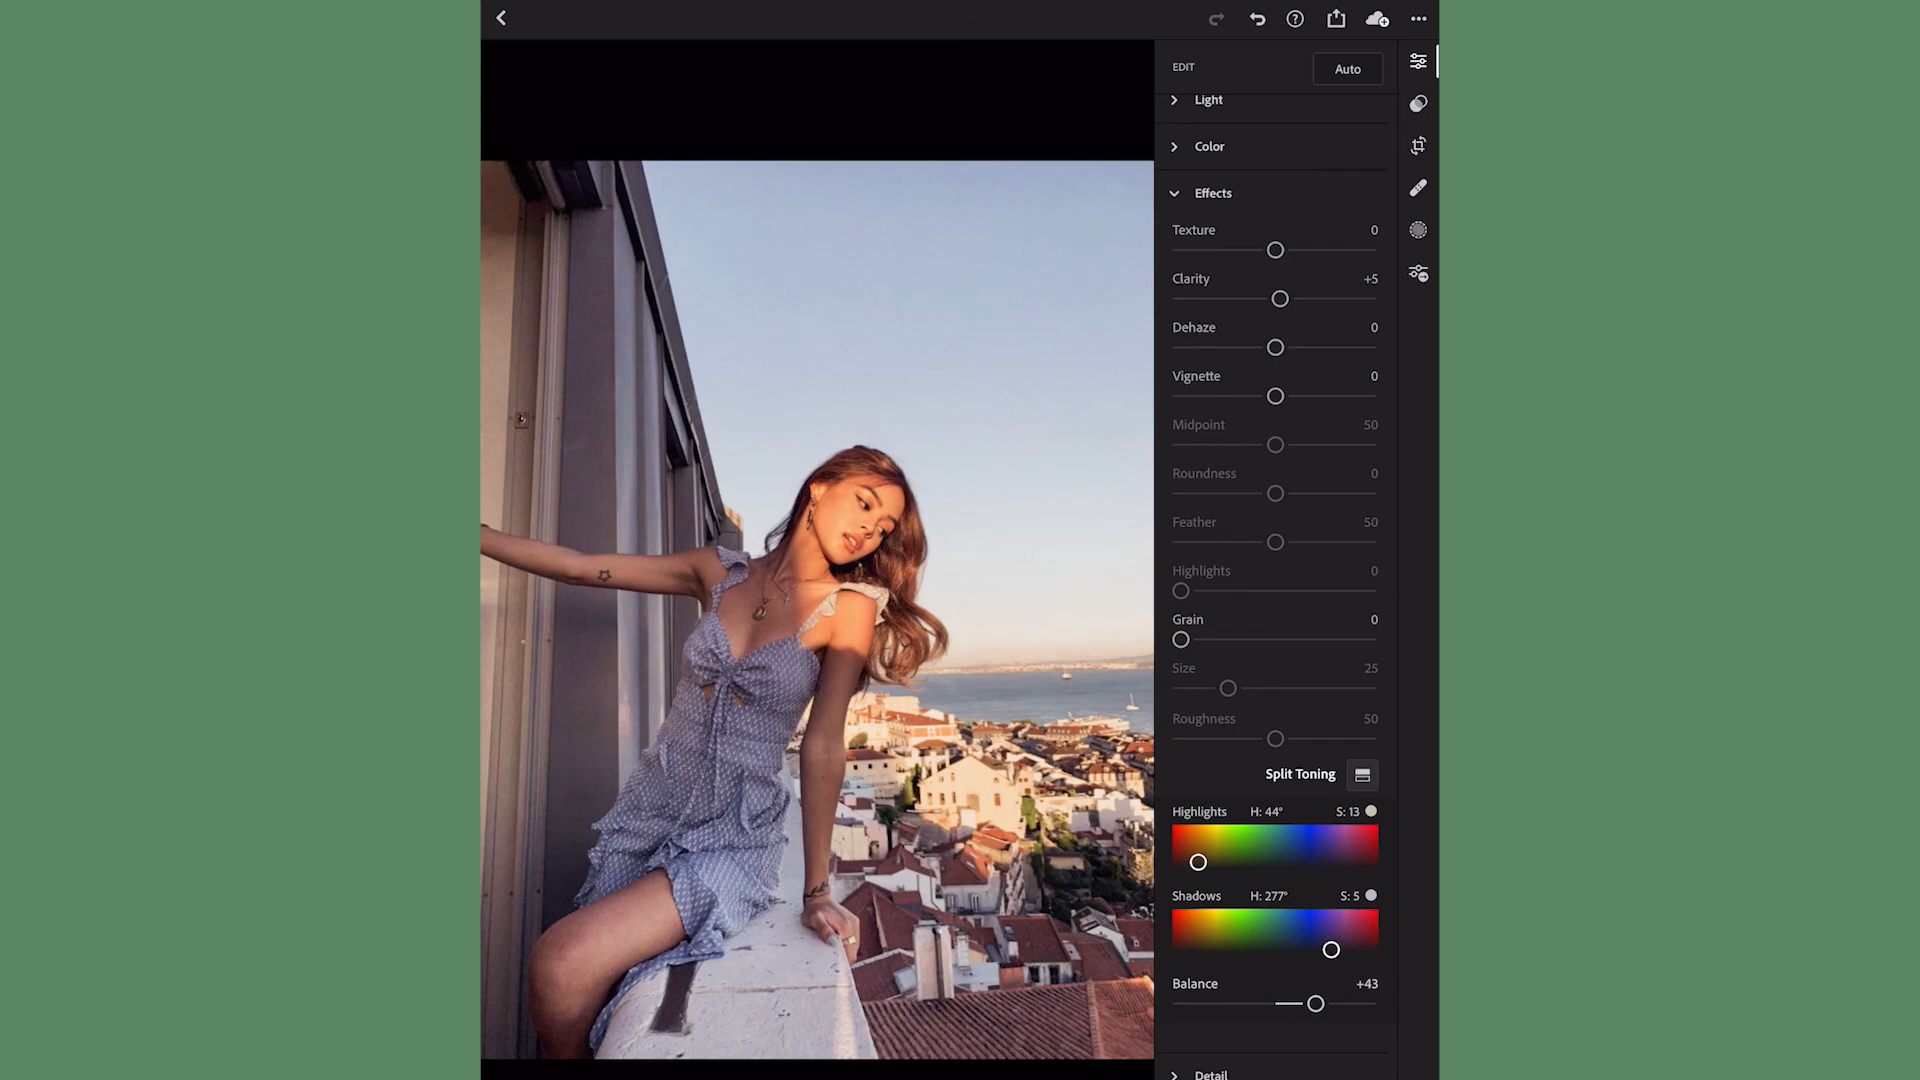 EDIT
Auto
Light
Color
Effects
Texture 0
Clarity +5
Dehaze 0
Vignette 0
Midpoint 50
Roundness 0
Feather 50
Highlights 0
Grain 0
Size 25
Roughness 50
Split Toning
Highlights H: 44° S: 13
Shadows H: 277° S: 5
Balance +43
Detail